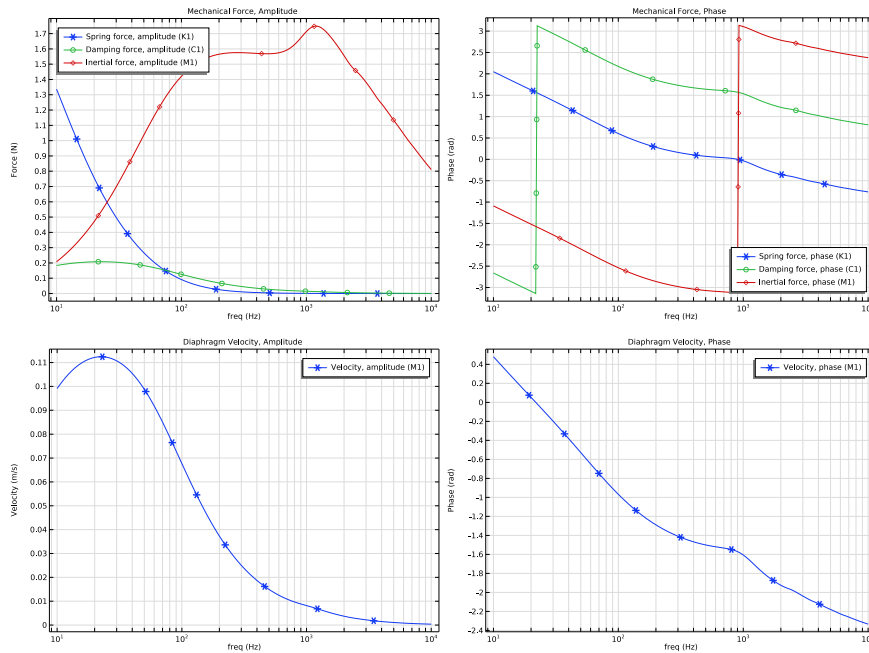 Mechanical Force, Amplitude
Spring force, amplitude (K1)
Damping force, amplitude (C1)
Inertial force, amplitude (M1)
Force (N)
1.7
1.6
1.5
1.4
1.3
1.2
1.1
1
0.9
0.8
0.7
0.6
0.5
0.4
0.3
0.2
0.1
0
10¹ 10² 10³ 10⁴
freq (Hz)
Mechanical Force, Phase
Spring force, phase (K1)
Damping force, phase (C1)
Inertial force, phase (M1)
Phase (rad)
3
2.5
2
1.5
1
0.5
0
-0.5
-1
-1.5
-2
-2.5
-3
10¹ 10² 10³ 10⁴
freq (Hz)
Diaphragm Velocity, Amplitude
Velocity, amplitude (M1)
Velocity (m/s)
0.11
0.1
0.09
0.08
0.07
0.06
0.05
0.04
0.03
0.02
0.01
0
10¹ 10² 10³ 10⁴
freq (Hz)
Diaphragm Velocity, Phase
Velocity, phase (M1)
Phase (rad)
0.4
0.2
0
-0.2
-0.4
-0.6
-0.8
-1
-1.2
-1.4
-1.6
-1.8
-2
-2.2
-2.4
10¹ 10² 10³ 10⁴
freq (Hz)